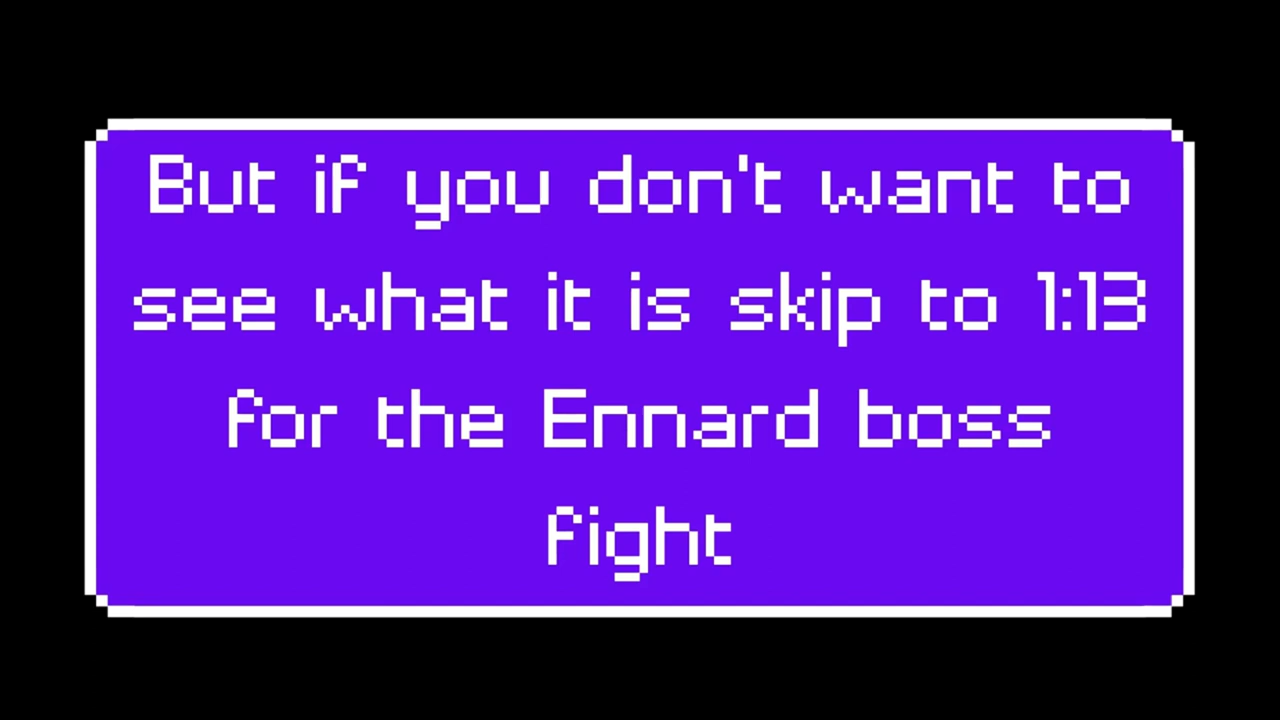 But if you don't want to
see what it is skip to 1:13
for the Ennard boss
fight